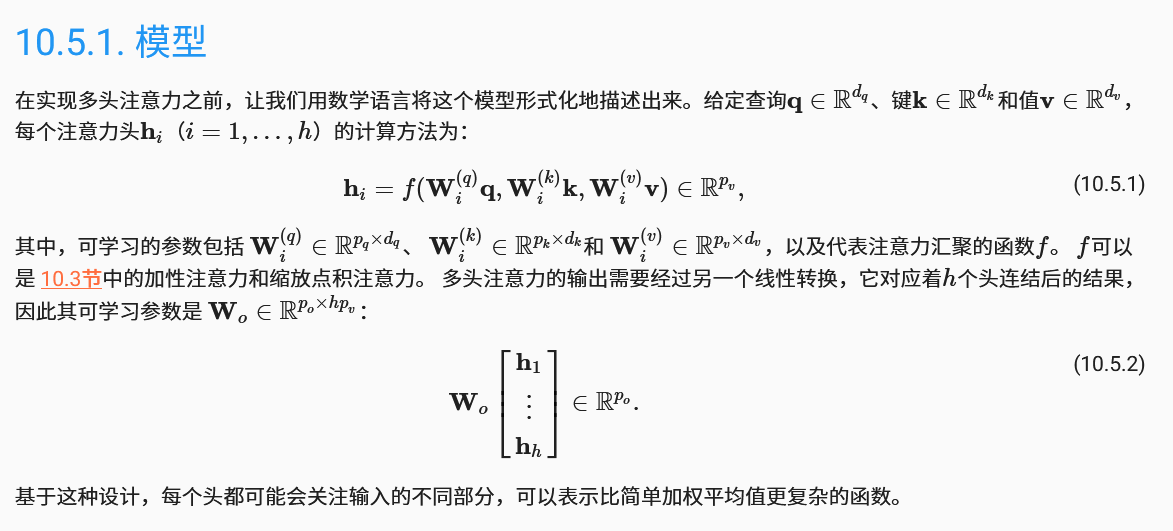 10.5.1. 模型
在实现多头注意力之前，让我们用数学语言将这个模型形式化地描述出来。给定查询$\mathbf{q} \in \mathbb{R}^{d_q}$、键$\mathbf{k} \in \mathbb{R}^{d_k}$和值$\mathbf{v} \in \mathbb{R}^{d_v}$，
每个注意力头$\mathbf{h}_i$（$i = 1, \ldots, h$）的计算方法为：
$\mathbf{h}_i = f(\mathbf{W}_i^{(q)}\mathbf{q}, \mathbf{W}_i^{(k)}\mathbf{k}, \mathbf{W}_i^{(v)}\mathbf{v}) \in \mathbb{R}^{p_v},$ (10.5.1)
其中，可学习的参数包括 $\mathbf{W}_i^{(q)} \in \mathbb{R}^{p_q \times d_q}$、 $\mathbf{W}_i^{(k)} \in \mathbb{R}^{p_k \times d_k}$和 $\mathbf{W}_i^{(v)} \in \mathbb{R}^{p_v \times d_v}$，以及代表注意力汇聚的函数$f$。 $f$可以
是 10.3节中的加性注意力和缩放点积注意力。 多头注意力的输出需要经过另一个线性转换，它对应着$h$个头连结后的结果，
因此其可学习参数是 $\mathbf{W}_o \in \mathbb{R}^{p_o \times h p_v}$：
$\mathbf{W}_o \begin{bmatrix} \mathbf{h}_1 \\ \vdots \\ \mathbf{h}_h \end{bmatrix} \in \mathbb{R}^{p_o}.$ (10.5.2)
基于这种设计，每个头都可能会关注输入的不同部分，可以表示比简单加权平均值更复杂的函数。